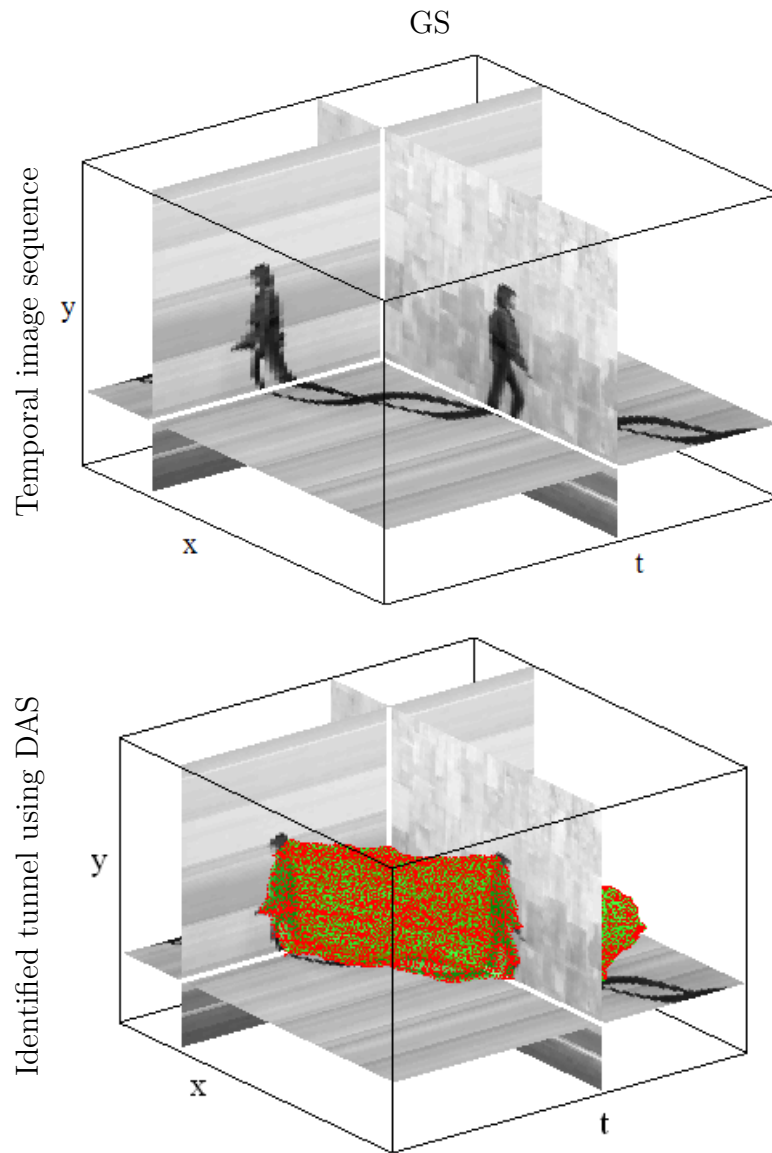 GS
Temporal image sequence
y
x
t
Identified tunnel using DAS
y
x
t